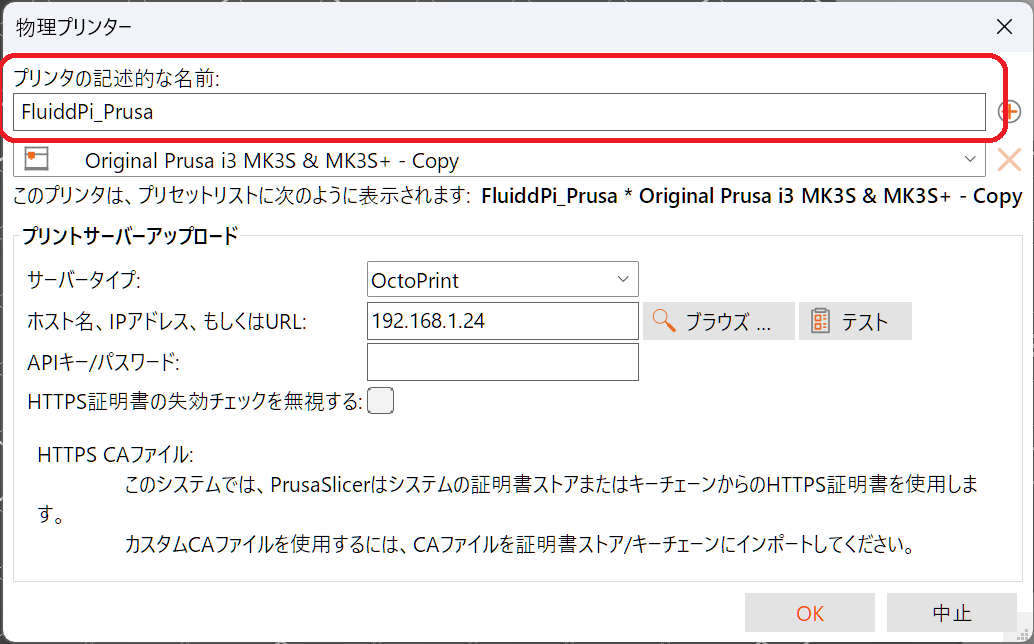 物理プリンター
プリンタの記述的な名前:
FluiddPi_Prusa
Original Prusa i3 MK3S & MK3S+ - Copy
このプリンタは、プリセットリストに次のように表示されます: FluiddPi_Prusa * Original Prusa i3 MK3S & MK3S+ - Copy
プリントサーバーアップロード
サーバータイプ: OctoPrint
ホスト名、IPアドレス、もしくはURL: 192.168.1.24 ブラウズ ... テスト
APIキー/パスワード:
HTTPS証明書の失効チェックを無視する:
HTTPS CAファイル:
このシステムでは、PrusaSlicerはシステムの証明書ストアまたはキーチェーンからのHTTPS証明書を使用しま
す。
カスタムCAファイルを使用するには、CAファイルを証明書ストア/キーチェーンにインポートしてください。
OK 中止